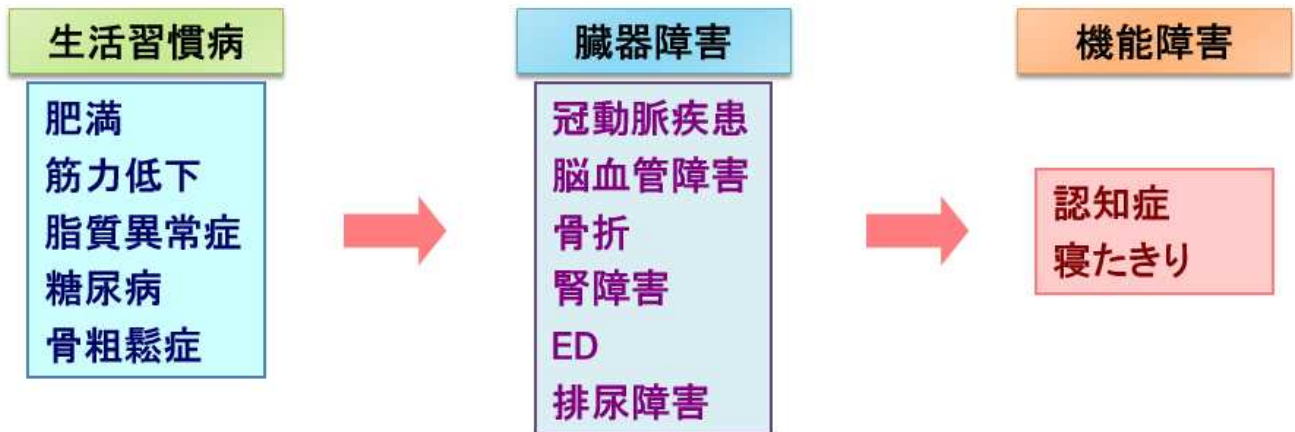 生活習慣病
肥満
筋力低下
脂質異常症
糖尿病
骨粗鬆症
臓器障害
冠動脈疾患
脳血管障害
骨折
腎障害
ED
排尿障害
機能障害
認知症
寝たきり